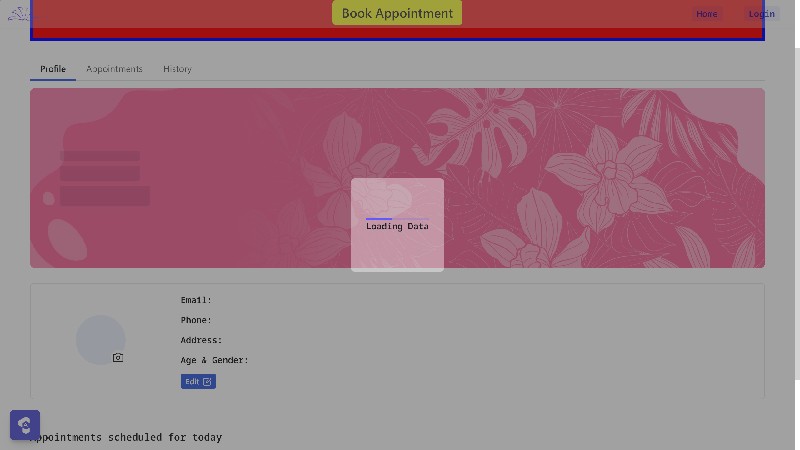 Book Appointment
Home
Login
Profile
Appointments
History
Loading Data
Email:
Phone:
Address:
Age & Gender:
Edit
Appointments scheduled for today